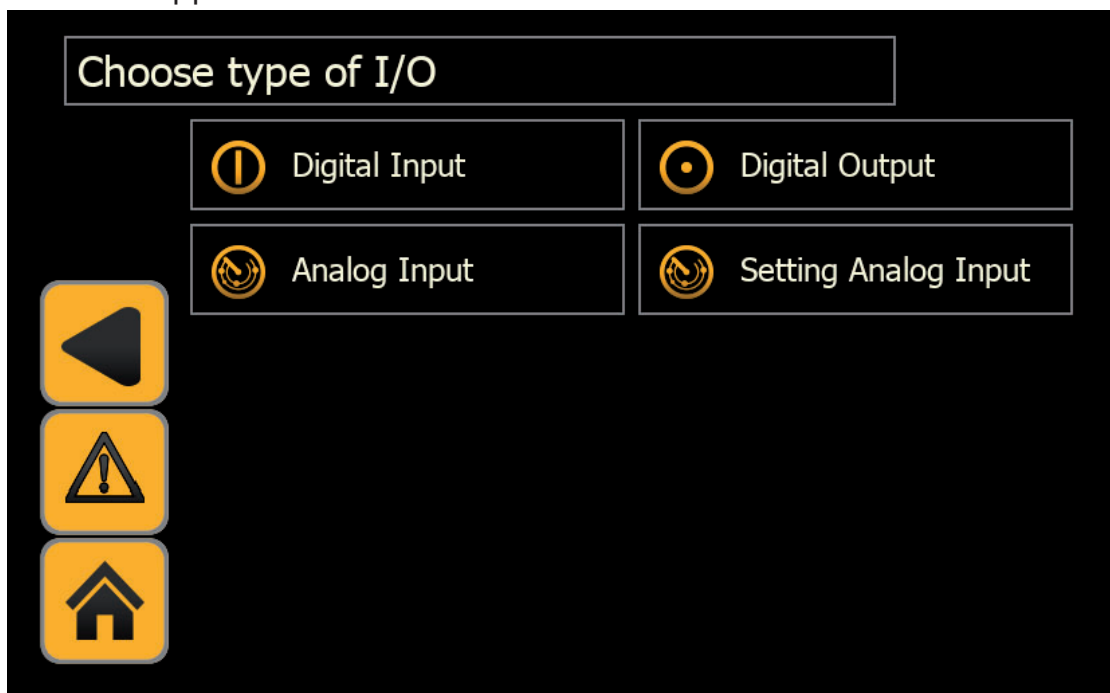 Choose type of I/O
Digital Input
Digital Output
Analog Input
Setting Analog Input